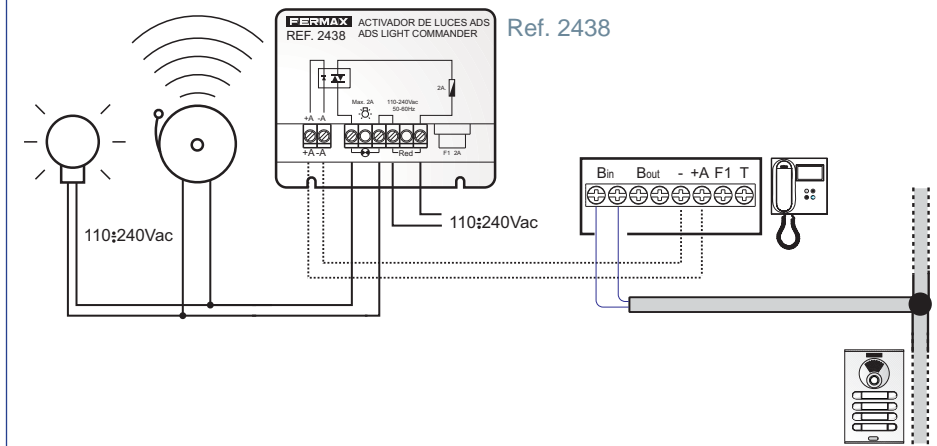 FERMAX ACTIVADOR DE LUCES ADS
REF. 2438 ADS LIGHT COMMANDER
Ref. 2438
2A.
Max. 2A 110-240Vac
50-60Hz
+A -A
+A -A Red F1 2A
110÷240Vac
110÷240Vac
Bin Bout - +A F1 T